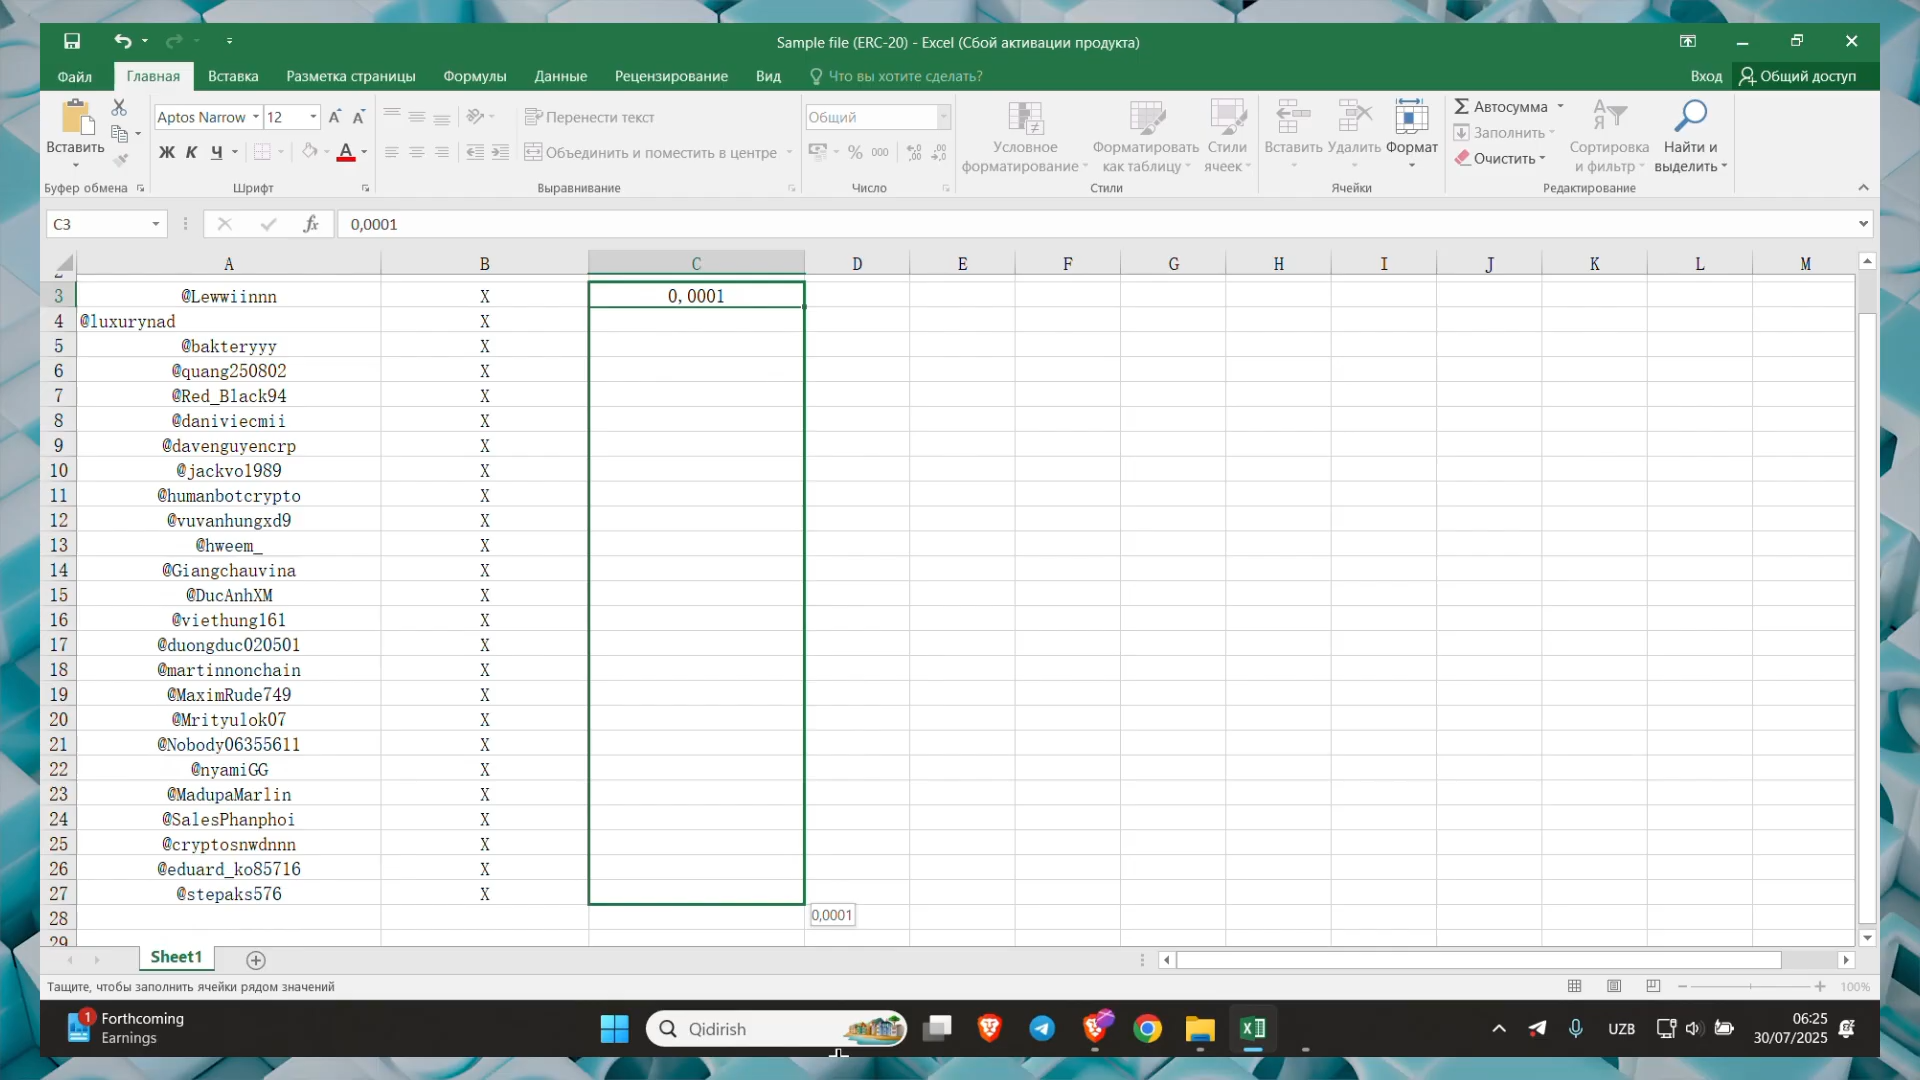 Sample file (ERC-20) - Excel (Сбой активации продукта)
Файл Главная Вставка Разметка страницы Формулы Данные Рецензирование Вид Что вы хотите сделать? Вход Общий доступ
Вставить
Буфер обмена
Aptos Narrow 12
Ж К Ч
Шрифт
Перенести текст
Объединить и поместить в центре
Выравнивание
Общий
% 000
Число
Условное форматирование
Форматировать как таблицу
Стили ячеек
Стили
Вставить Удалить Формат
Ячейки
Автосумма
Заполнить
Очистить
Сортировка и фильтр
Найти и выделить
Редактирование
C3 fx 0,0001
A B C D E F G H I J K L M
2
3 @Lewwiinnn X 0,0001
4 @luxurynad X
5 @bakteryyy X
6 @quang250802 X
7 @Red_Black94 X
8 @daniviecmii X
9 @davenguyencrp X
10 @jackvo1989 X
11 @humanbotcrypto X
12 @vuvanhungxd9 X
13 @hweem_ X
14 @Giangchauvina X
15 @DucAnhXM X
16 @viethung161 X
17 @duongduc020501 X
18 @martinnonchain X
19 @MaximRude749 X
20 @Mrityulok07 X
21 @Nobody06355611 X
22 @nyamiGG X
23 @MadupaMarlin X
24 @SalesPhanphoi X
25 @cryptosnwdnnn X
26 @eduard_ko85716 X
27 @stepaks576 X
28 0,0001
29
Sheet1
Тащите, чтобы заполнить ячейки рядом значений 100%
1 Forthcoming
Earnings
Qidirish
UZB
06:25
30/07/2025